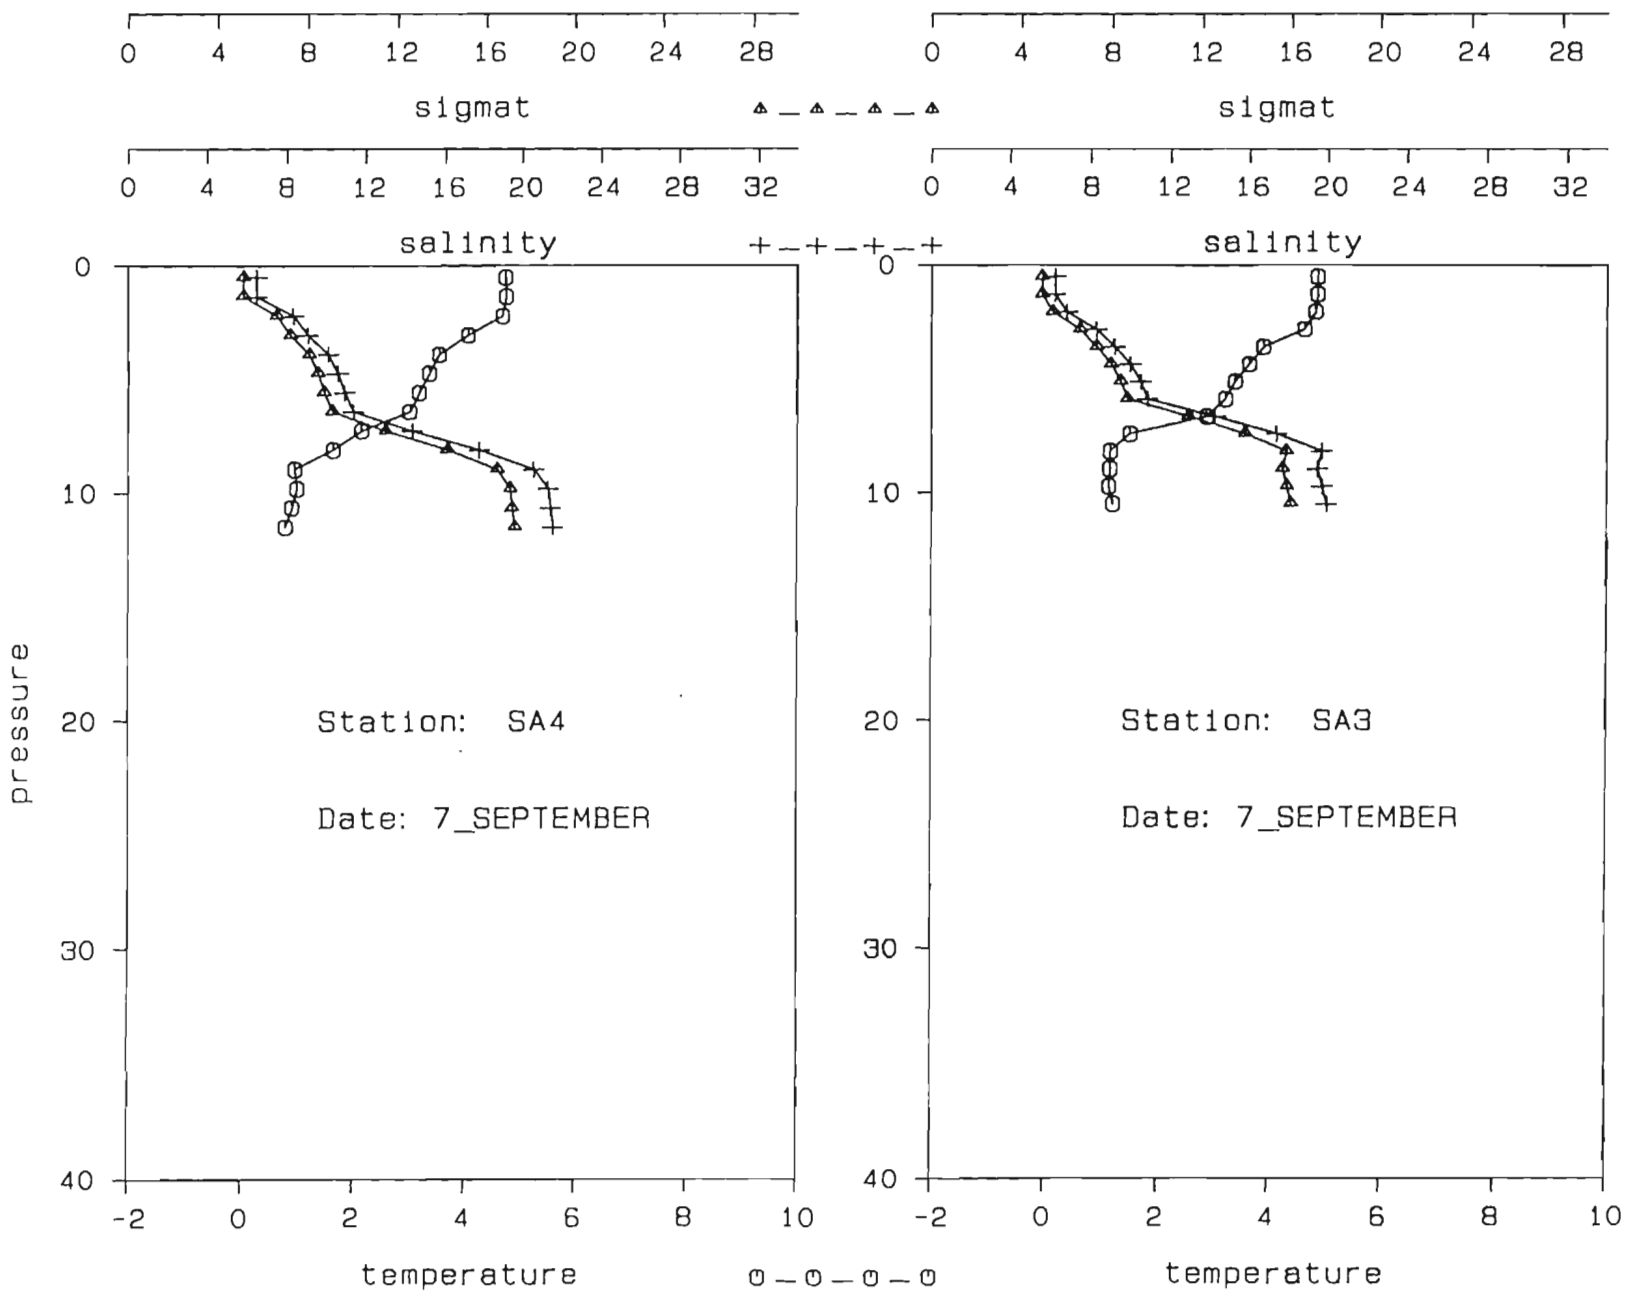 0 4 8 12 16 20 24 28
0 4 8 12 16 20 24 28
sigmat
sigmat
0 4 8 12 16 20 24 28 32
0 4 8 12 16 20 24 28 32
salinity
salinity
0
10
20
30
40
pressure
Station: SA4
Date: 7_SEPTEMBER
-2 0 2 4 6 8 10
temperature
0
10
20
30
40
Station: SA3
Date: 7_SEPTEMBER
-2 0 2 4 6 8 10
temperature